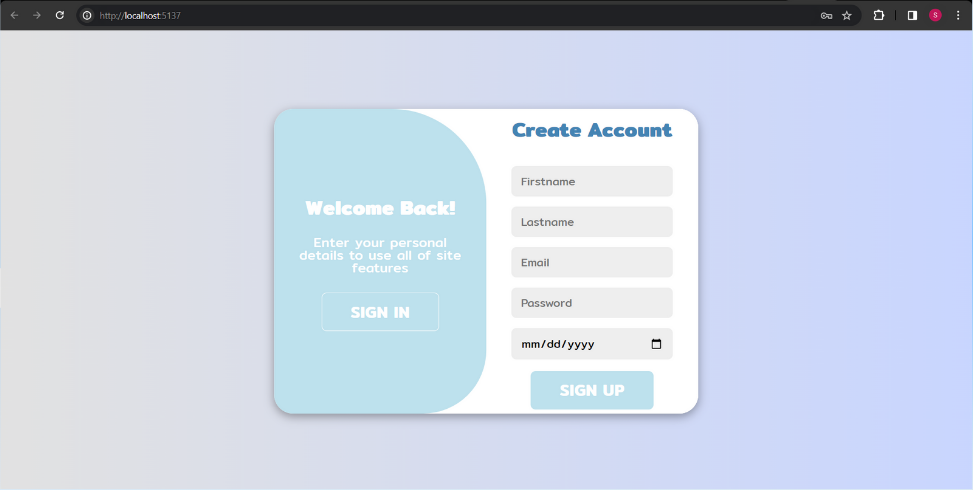 http://localhost:5137
S
Welcome Back!
Enter your personal
details to use all of site
features
SIGN IN
Create Account
Firstname
Lastname
Email
Password
mm/dd/yyyy
SIGN UP